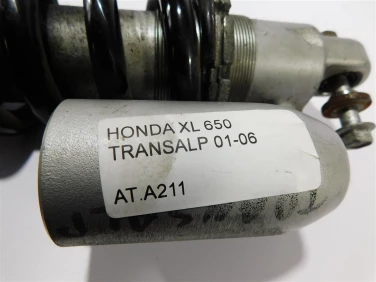 HONDA XL 650
TRANSALP 01-06
AT.A211